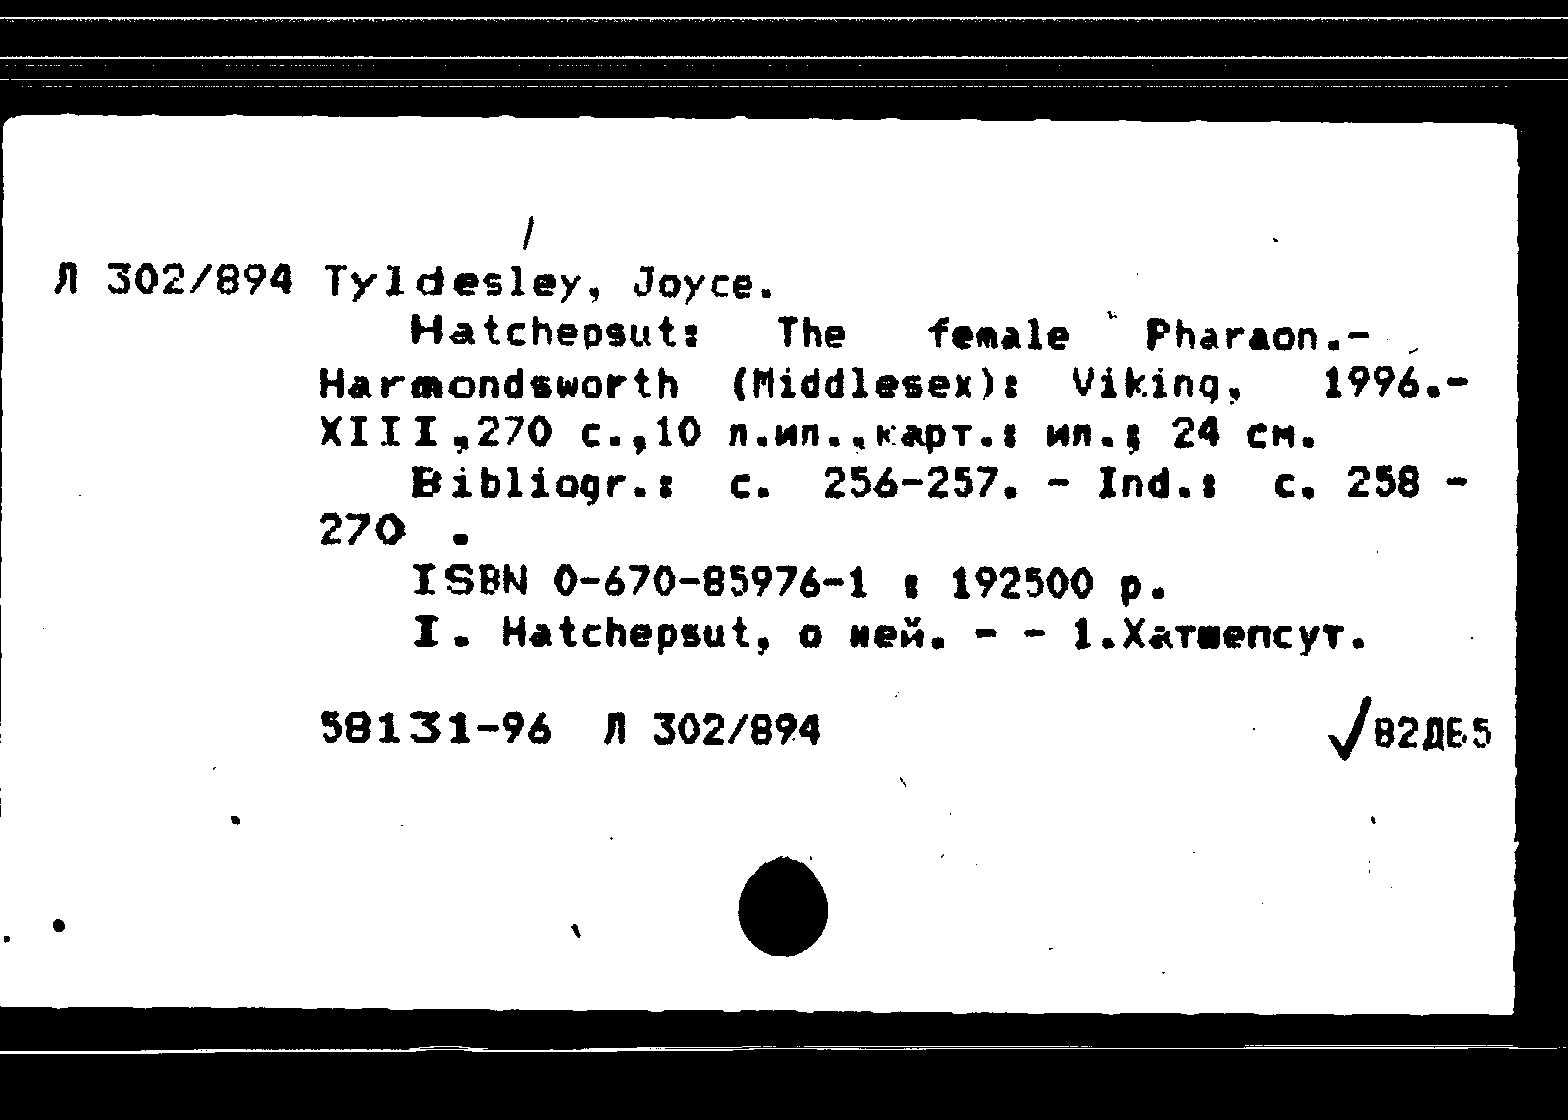 Л 302/894 Tyldesley, Joyce.
Hatchepsut: The female Pharaon.-
Harmondsworth (Middlesex): Viking, 1996.-
XIII,270 с.,10 л.ил.,карт.: ил.; 24 см.
Bibliogr.: с. 256-257. - Ind.: с. 258 -
270 .
ISBN 0-670-85976-1 : 192500 р.
I. Hatchepsut, о ней. - - 1.Хатшепсут.
58131-96 Л 302/894 √82ДБ5